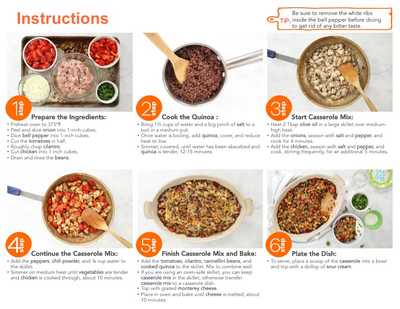 Instructions
TIP
Be sure to remove the white ribs
inside the bell pepper before dicing
to get rid of any bitter taste.
1 STEP
Prepare the Ingredients:
• Preheat oven to 375°F.
• Peel and slice onion into 1-inch cubes.
• Dice bell pepper into 1-inch cubes.
• Cut the tomatoes in half.
• Roughly chop cilantro.
• Cut chicken into 1-inch cubes.
• Drain and rinse the beans.
2 STEP
Cook the Quinoa :
• Bring 1½ cups of water and a big pinch of salt to a
boil in a medium pot.
• Once water is boiling, add quinoa, cover, and reduce
heat to low.
• Simmer, covered, until water has been absorbed and
quinoa is tender, 12-15 minutes.
3 STEP
Start Casserole Mix:
• Heat 2 Tbsp olive oil in a large skillet over medium-
high heat.
• Add the onions, season with salt and pepper, and
cook for 4 minutes.
• Add the chicken, season with salt and pepper, and
cook, stirring frequently, for an additional 5 minutes.
4 STEP
Continue the Casserole Mix:
• Add the peppers, chili powder, and ¼ cup water to
the skillet.
• Simmer on medium heat until vegetables are tender
and chicken is cooked through, about 10 minutes.
5 STEP
Finish Casserole Mix and Bake:
• Add the tomatoes, cilantro, cannellini beans, and
cooked quinoa to the skillet. Mix to combine well.
• If you are using an oven-safe skillet, you can keep
casserole mix in the skillet, otherwise transfer
casserole mix to a casserole dish.
• Top with grated monterey cheese.
• Place in oven and bake until cheese is melted, about
10 minutes.
6 STEP
Plate the Dish:
• To serve, place a scoop of the casserole into a bowl
and top with a dollop of sour cream.